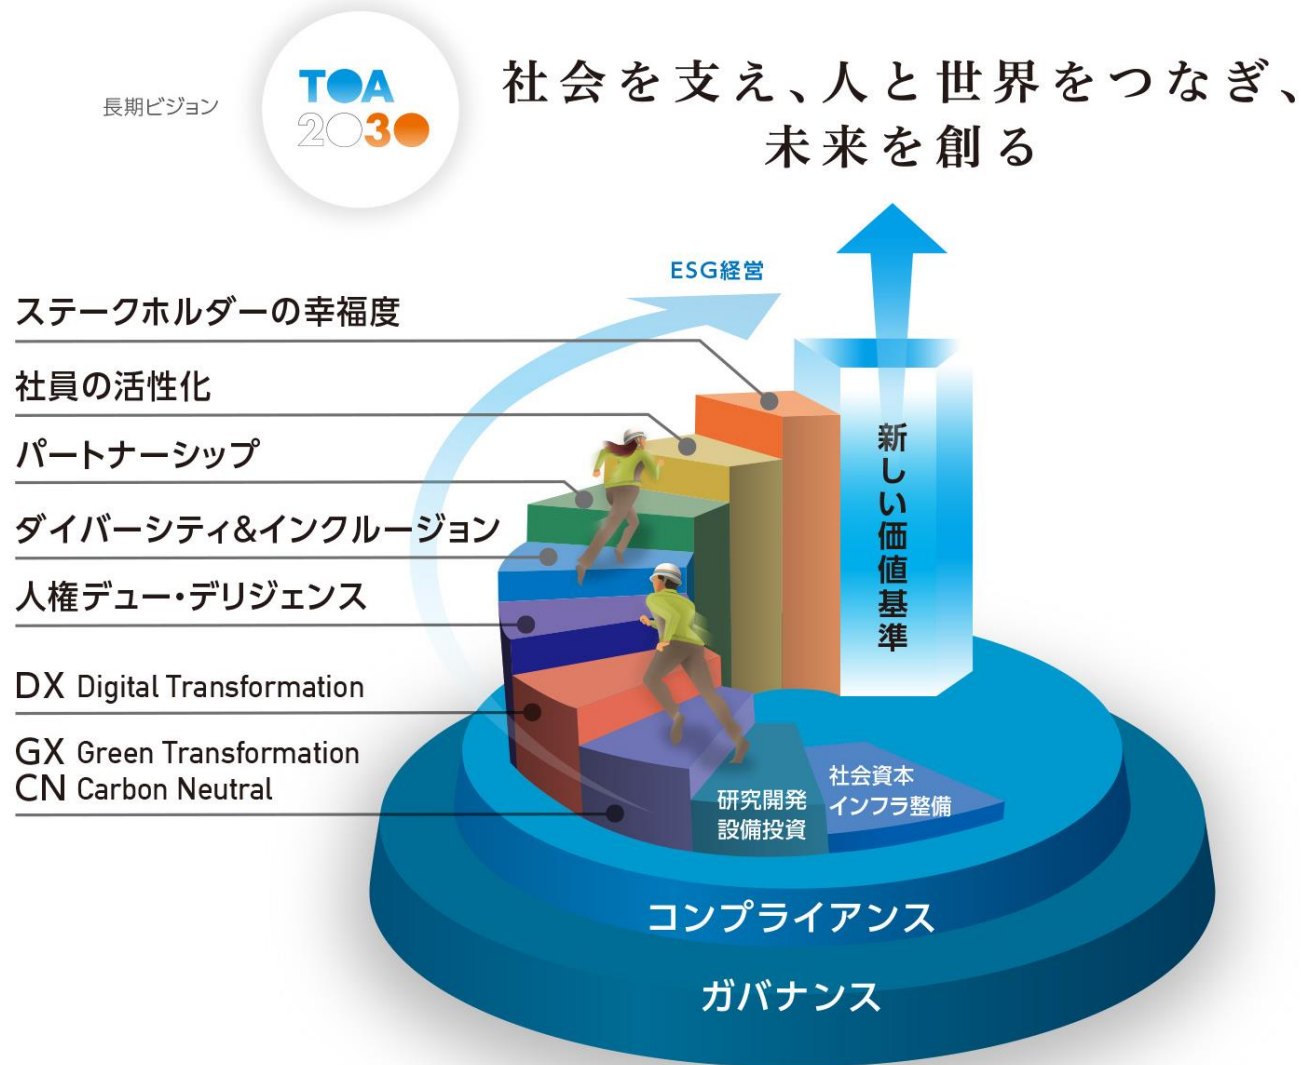 長期ビジョン
TOA
2030
社会を支え、人と世界をつなぎ、
未来を創る
ESG経営
ステークホルダーの幸福度
社員の活性化
パートナーシップ
ダイバーシティ&インクルージョン
人権デュー・デリジェンス
DX Digital Transformation
GX Green Transformation
CN Carbon Neutral
新しい価値基準
研究開発
設備投資
社会資本
インフラ整備
コンプライアンス
ガバナンス